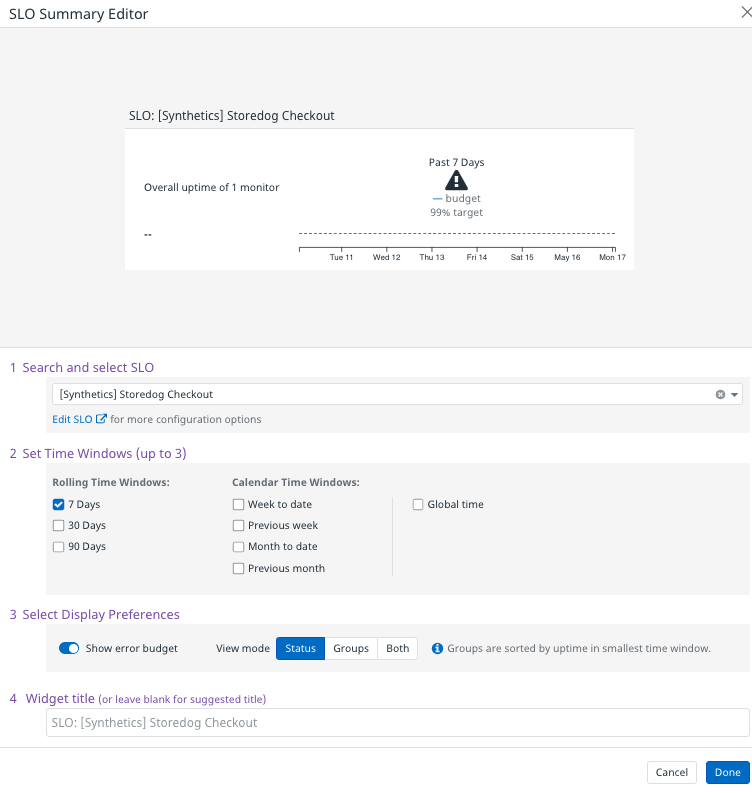 SLO Summary Editor
SLO: [Synthetics] Storedog Checkout
Past 7 Days
Overall uptime of 1 monitor
budget
99% target
--
Tue 11 Wed 12 Thu 13 Fri 14 Sat 15 May 16 Mon 17
1 Search and select SLO
[Synthetics] Storedog Checkout
Edit SLO for more configuration options
2 Set Time Windows (up to 3)
Rolling Time Windows: Calendar Time Windows:
7 Days Week to date Global time
30 Days Previous week
90 Days Month to date
Previous month
3 Select Display Preferences
Show error budget View mode Status Groups Both Groups are sorted by uptime in smallest time window.
4 Widget title (or leave blank for suggested title)
SLO: [Synthetics] Storedog Checkout
Cancel Done